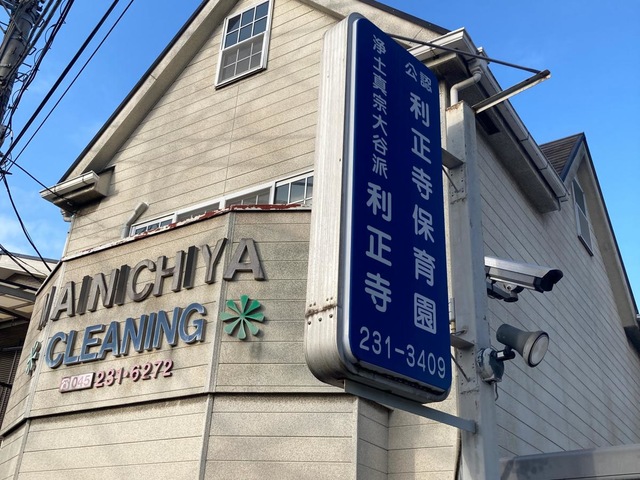 公認
利正寺保育園
浄土真宗大谷派
利正寺
231-3409
MAINICHIYA
CLEANING
045
231・6272